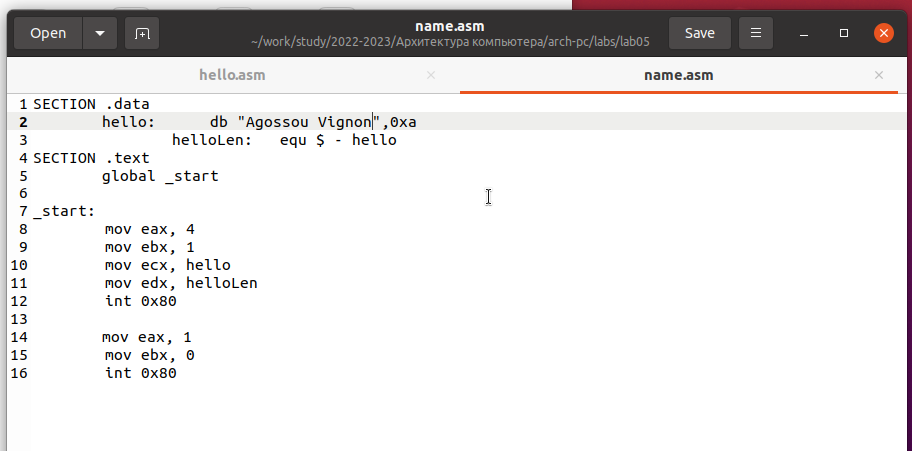 Open
name.asm
~/work/study/2022-2023/Архитектура компьютера/arch-pc/labs/lab05
Save
hello.asm
name.asm
1 SECTION .data
2 hello: db "Agossou Vignon",0xa
3 helloLen: equ $ - hello
4 SECTION .text
5 global _start
6
7 _start:
8 mov eax, 4
9 mov ebx, 1
10 mov ecx, hello
11 mov edx, helloLen
12 int 0x80
13
14 mov eax, 1
15 mov ebx, 0
16 int 0x80